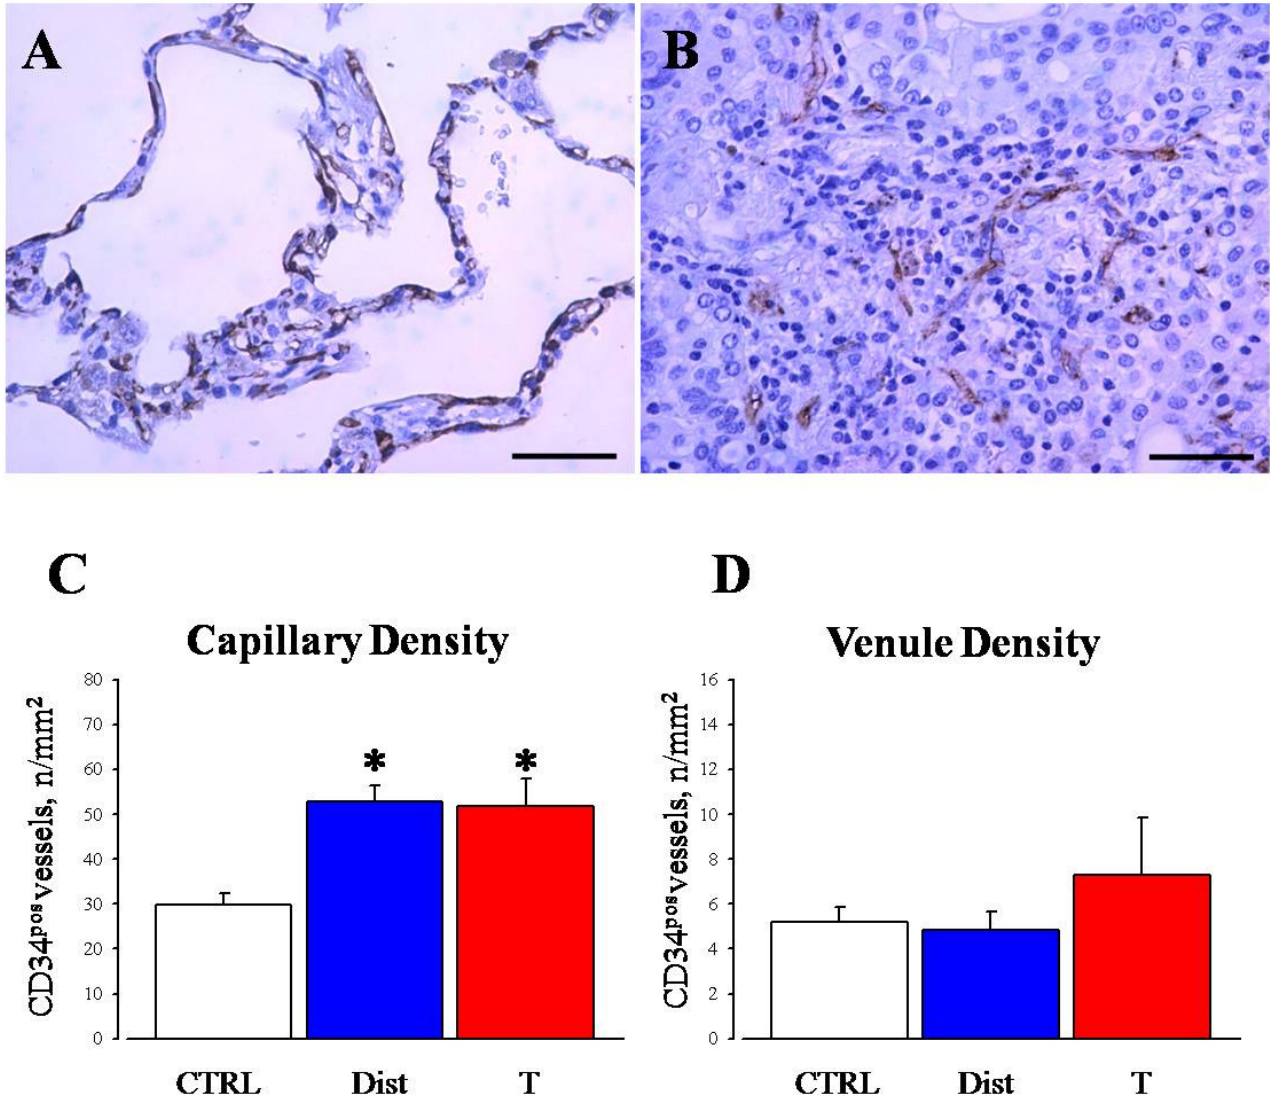 A
B
C
D
Capillary Density
Venule Density
CD34pos vessels, n/mm2
80
70
60
50
40
30
20
10
0
*
*
CTRL
Dist
T
CD34pos vessels, n/mm2
16
14
12
10
8
6
4
2
0
CTRL
Dist
T